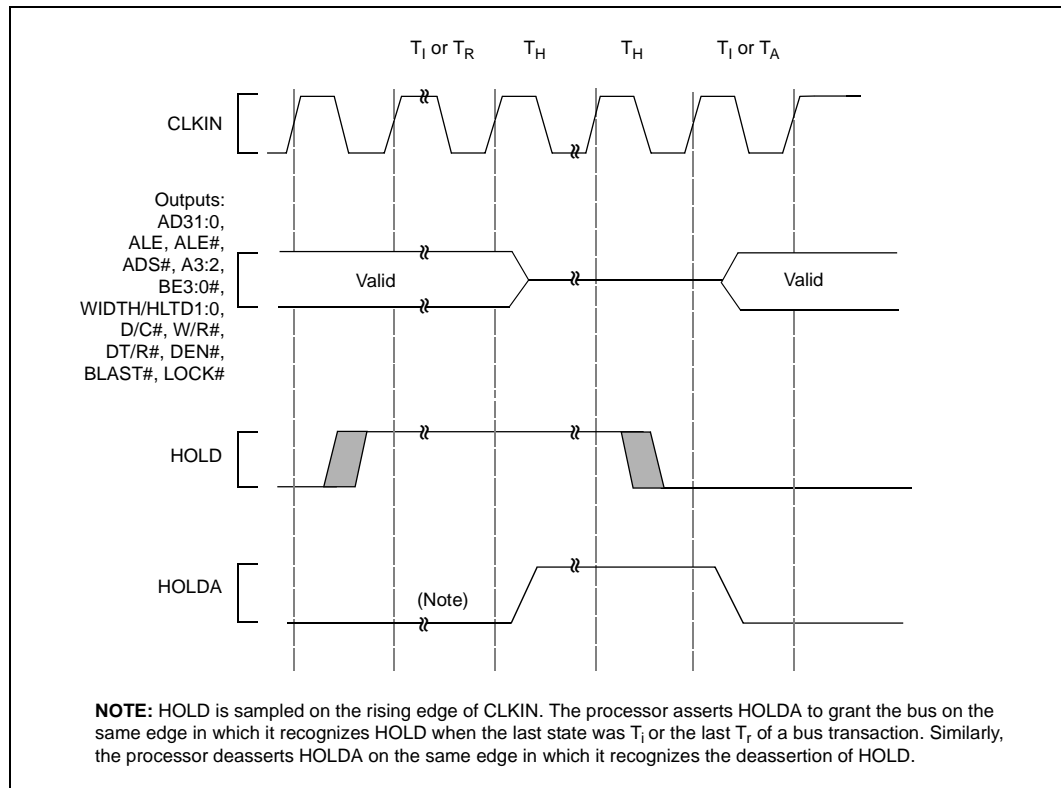 T_I or T_R T_H T_H T_I or T_A
CLKIN
Outputs:
AD31:0,
ALE, ALE#,
ADS#, A3:2,
BE3:0#,
WIDTH/HLTD1:0,
D/C#, W/R#,
DT/R#, DEN#,
BLAST#, LOCK#
Valid Valid
HOLD
HOLDA
(Note)
NOTE: HOLD is sampled on the rising edge of CLKIN. The processor asserts HOLDA to grant the bus on the
same edge in which it recognizes HOLD when the last state was T_i or the last T_r of a bus transaction. Similarly,
the processor deasserts HOLDA on the same edge in which it recognizes the deassertion of HOLD.